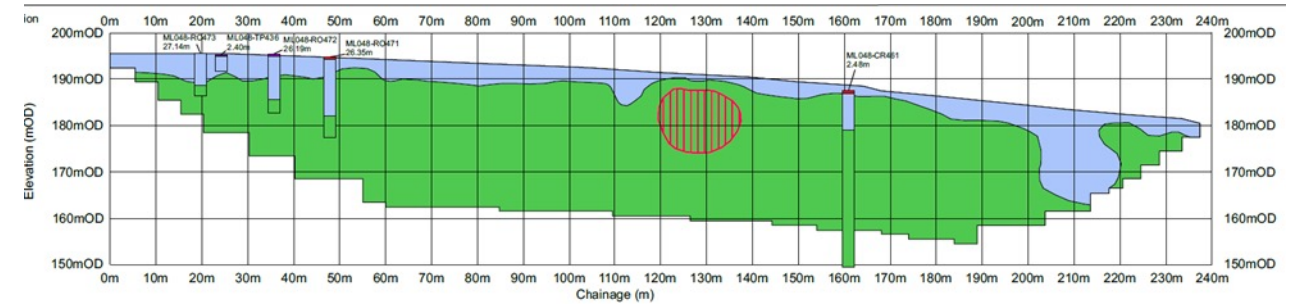 ion
0m 10m 20m 30m 40m 50m 60m 70m 80m 90m 100m 110m 120m 130m 140m 150m 160m 170m 180m 190m 200m 210m 220m 230m 240m
200mOD 200mOD
ML048-RO473 ML048-TP436 ML048-RO472 ML048-RO471
27.14m 2.40m 26.19m 26.35m
ML048-CR461
2.48m
190mOD 190mOD
180mOD 180mOD
170mOD 170mOD
160mOD 160mOD
150mOD 150mOD
Elevation (mOD)
0m 10m 20m 30m 40m 50m 60m 70m 80m 90m 100m 110m 120m 130m 140m 150m 160m 170m 180m 190m 200m 210m 220m 230m 240m
Chainage (m)